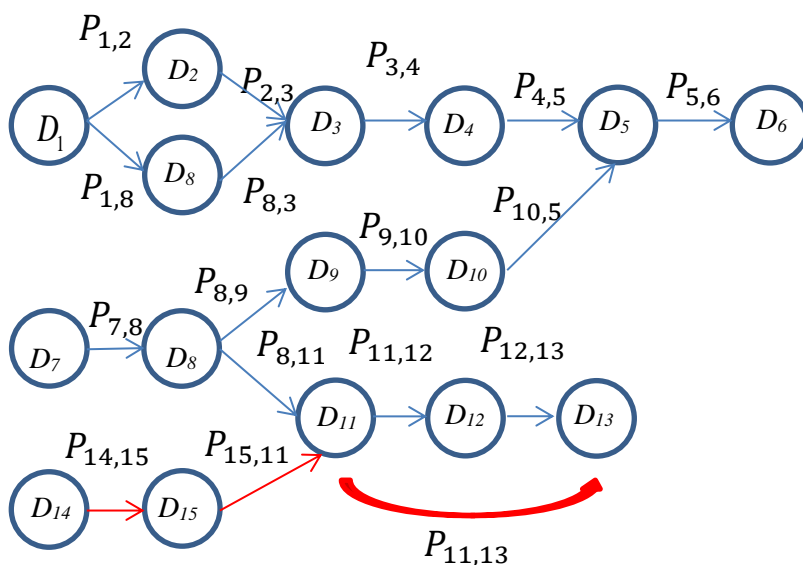 P1,2
D2
P2,3
P3,4
P4,5
P5,6
D1
D3
D4
D5
D6
P1,8
D8
P8,3
P10,5
P9,10
D9
D10
P8,9
P7,8
D7
D8
P8,11
P11,12
P12,13
D11
D12
D13
P14,15
P15,11
D14
D15
P11,13